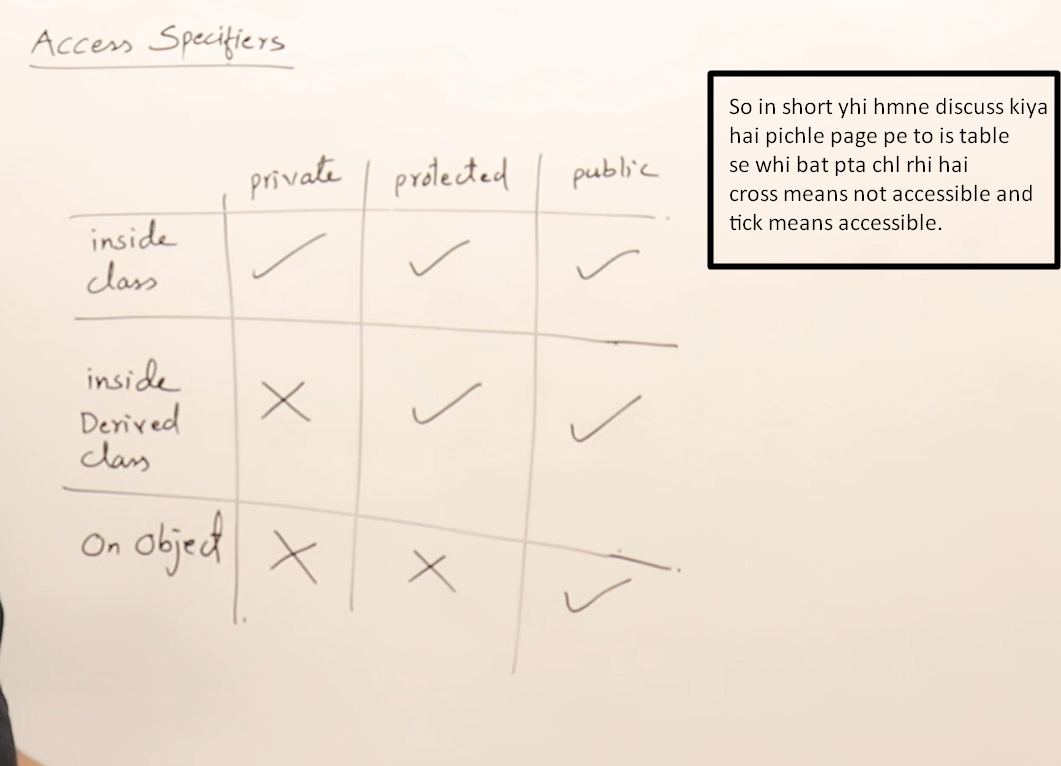 Access Specifiers
So in short yhi hmne discuss kiya
hai pichle page pe to is table
se whi bat pta chl rhi hai
cross means not accessible and
tick means accessible.
private protected public
inside
class ✓ ✓ ✓
inside
Derived
class ✗ ✓ ✓
On Object ✗ ✗ ✓